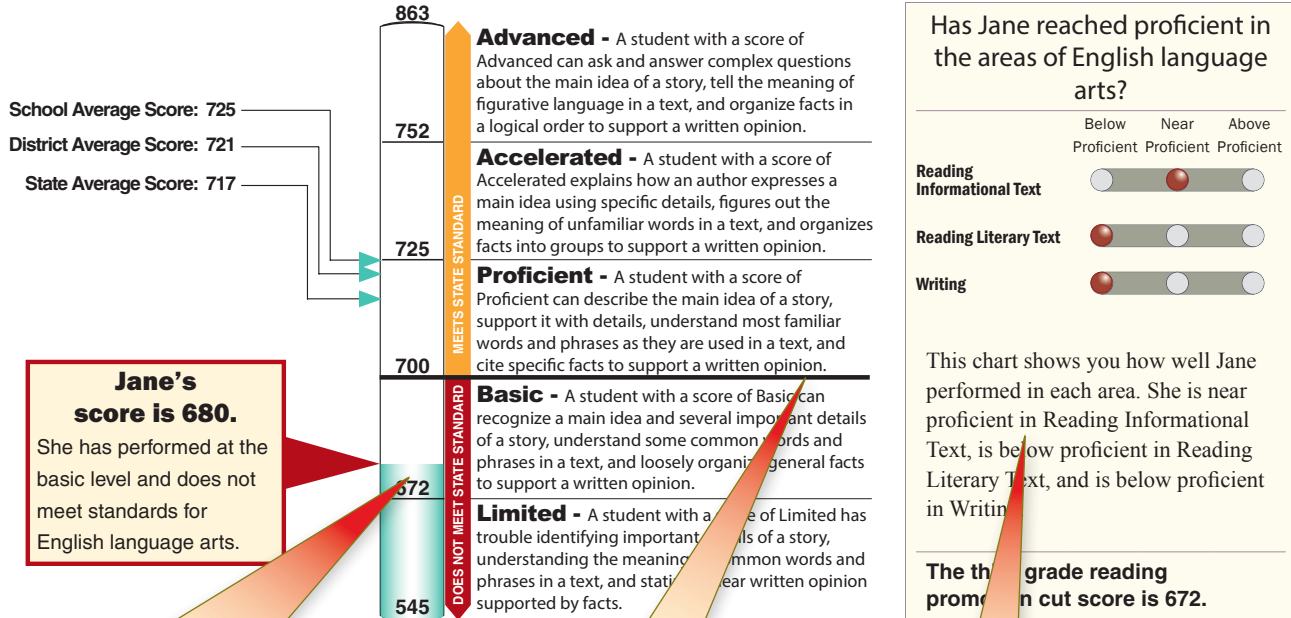 863
Advanced - A student with a score of
Advanced can ask and answer complex questions
about the main idea of a story, tell the meaning of
figurative language in a text, and organize facts in
a logical order to support a written opinion.
School Average Score: 725
District Average Score: 721
State Average Score: 717
752
Accelerated - A student with a score of
Accelerated explains how an author expresses a
main idea using specific details, figures out the
meaning of unfamiliar words in a text, and organizes
facts into groups to support a written opinion.
725
Proficient - A student with a score of
Proficient can describe the main idea of a story,
support it with details, understand most familiar
words and phrases as they are used in a text, and
cite specific facts to support a written opinion.
MEETS STATE STANDARD
700
Jane's
score is 680.
She has performed at the
basic level and does not
meet standards for
English language arts.
Basic - A student with a score of Basic can
recognize a main idea and several important details
of a story, understand some common words and
phrases in a text, and loosely organize general facts
to support a written opinion.
672
Limited - A student with a of Limited has
trouble identifying important of a story,
understanding the meaning common words and
phrases in a text, and written opinion
supported by facts.
DOES NOT MEET STATE STANDARD
545
Has Jane reached proficient in
the areas of English language
arts?
Below Near Above
Proficient Proficient Proficient
Reading
Informational Text
Reading Literary Text
Writing
This chart shows you how well Jane
performed in each area. She is near
proficient in Reading Informational
Text, is below proficient in Reading
Literary Text, and is below proficient
in Writing
The grade reading
cut score is 672.